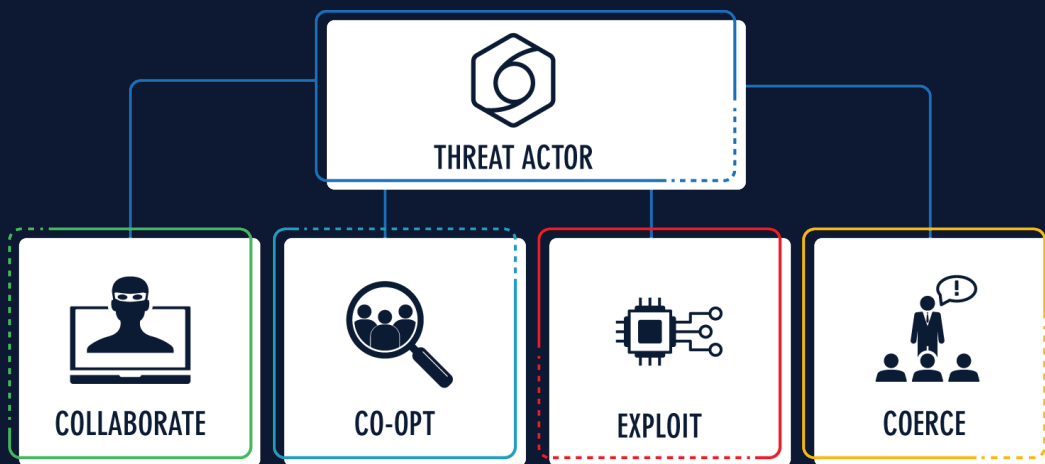 THREAT ACTOR
COLLABORATE
CO-OPT
EXPLOIT
COERCE
!